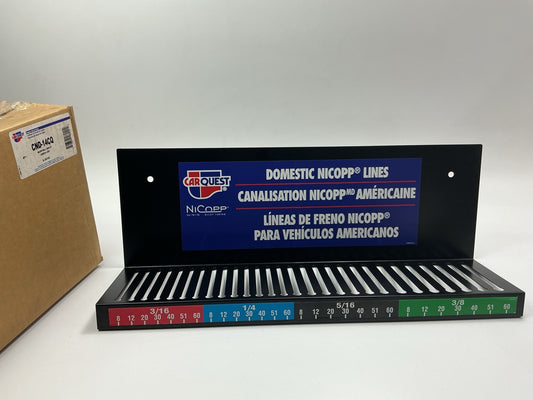 CNC-14CQ
CARQUEST
NiCOPP
DOMESTIC NICOPP® LINES
CANALISATION NICOPPMD AMÉRICAINE
LÍNEAS DE FRENO NICOPP®
PARA VEHÍCULOS AMERICANOS
3/16 1/4 5/16 3/8
8 12 20 30 40 51 60 8 12 20 30 40 51 60 8 12 20 30 40 51 60 8 12 20 30 40 51 60